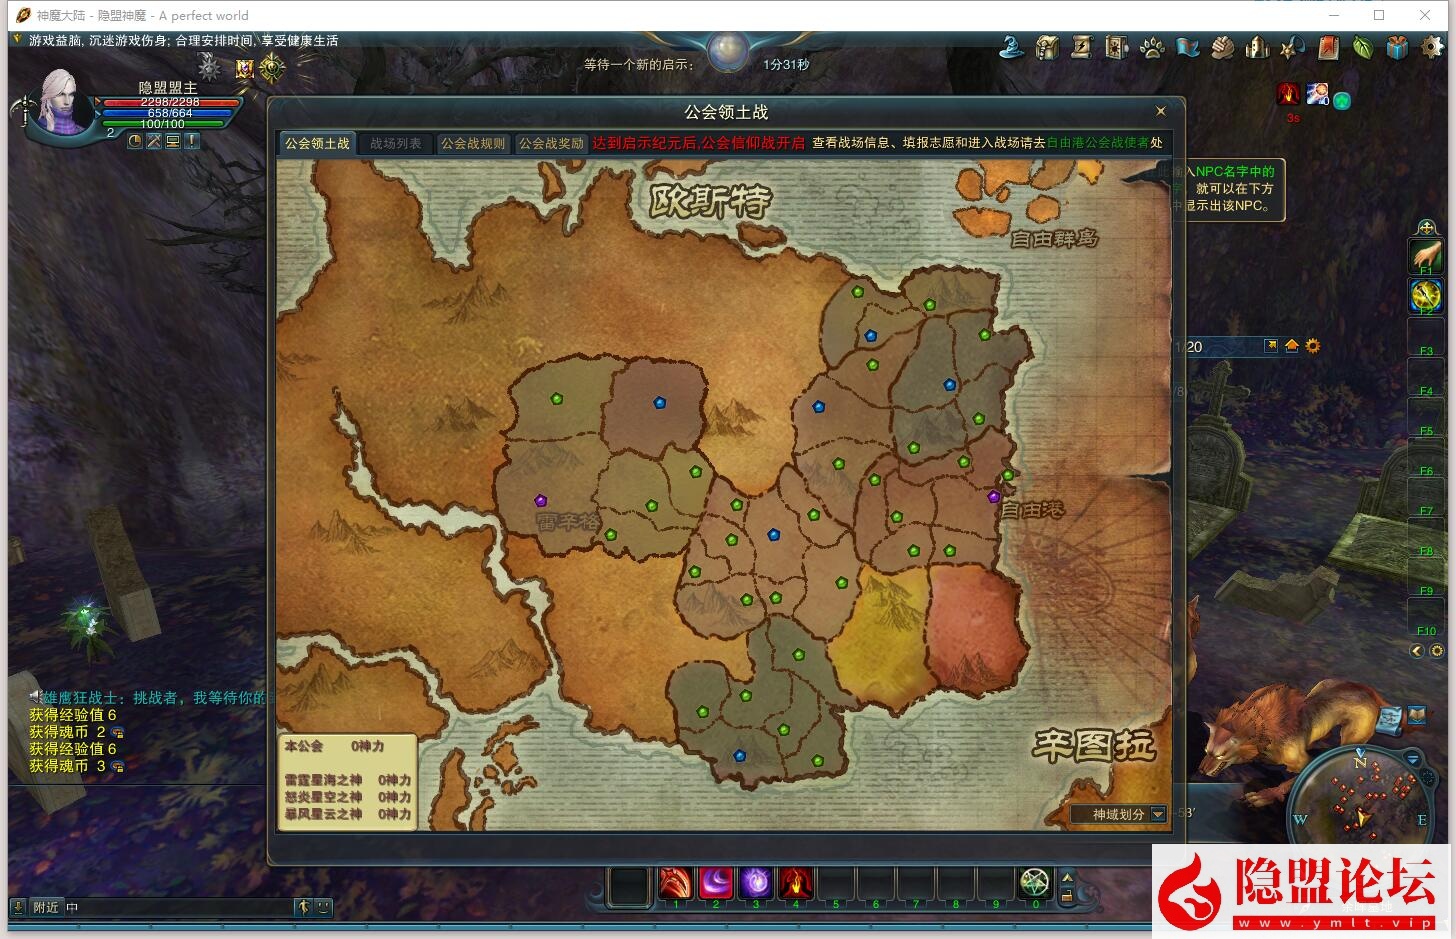 神魔大陆 - 隐盟神魔 - A perfect world
游戏益脑, 沉迷游戏伤身; 合理安排时间, 享受健康生活
等待一个新的启示:
1分31秒
隐盟盟主
2298/2298
658/664
100/100
2
3s
公会领土战
公会领土战 战场列表 公会战规则 公会战奖励 达到启示纪元后,公会信仰战开启 查看战场信息、填报志愿和进入战场请去自由港公会战使者处
入NPC名字中的
就可以在下方
显示出该NPC。
欧斯特
自由群岛
雷辛格
自由港
辛图拉
本公会 0神力
雷霆星海之神 0神力
怒炎星空之神 0神力
暴风星云之神 0神力
神域划分
F1
F2
F3
F4
F5
F6
F7
F8
F9
F10
雄鹰狂战士: 挑战者, 我等待你的
获得经验值 6
获得魂币 2
获得经验值 6
获得魂币 3
N
W
E
附近 中
1 2 3 4 5 6 7 8 9 0
隐盟论坛
www.ymlt.vip